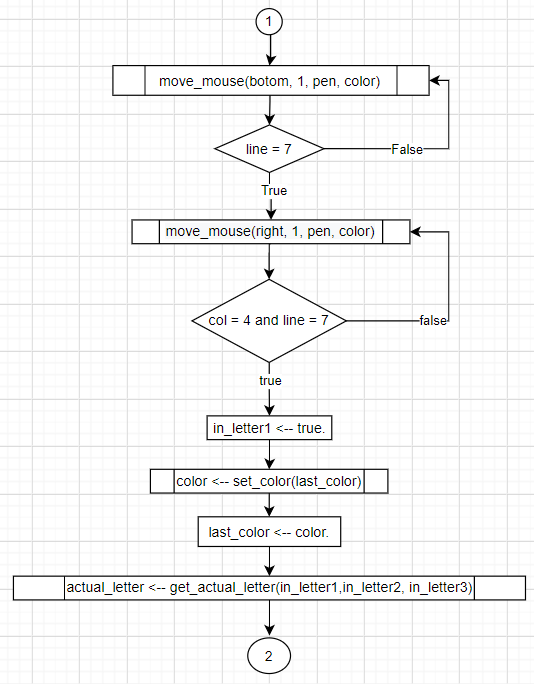 1
move_mouse(botom, 1, pen, color)
line = 7
False
True
move_mouse(right, 1, pen, color)
col = 4 and line = 7
false
true
in_letter1 <-- true.
color <-- set_color(last_color)
last_color <-- color.
actual_letter <-- get_actual_letter(in_letter1,in_letter2, in_letter3)
2